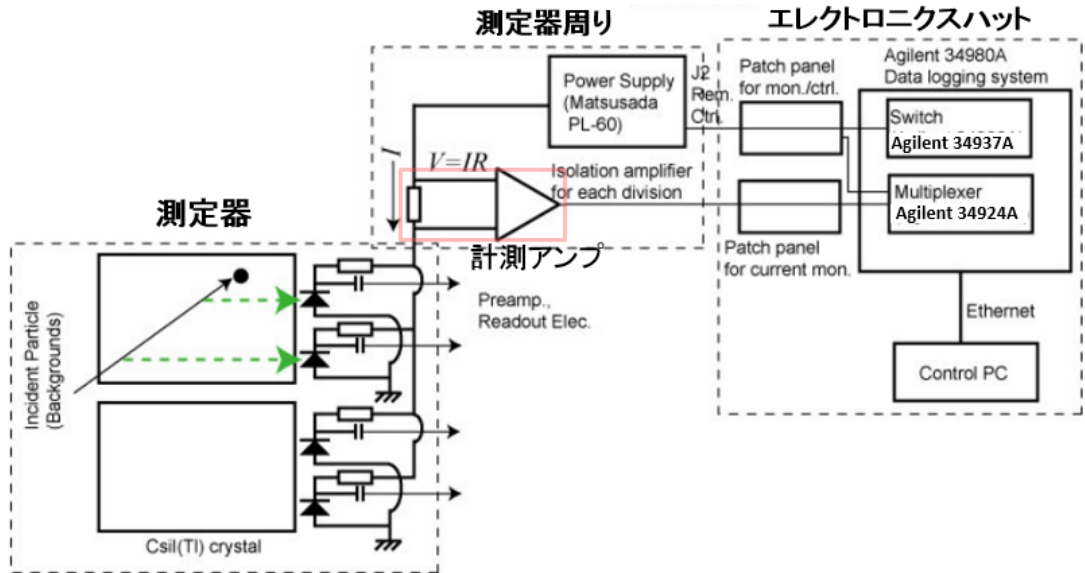 測定器周り
エレクトロニクスハット
Power Supply
(Matsusada
PL-60)
J2
Rem.
Ctrl.
Patch panel
for mon./ctrl.
Agilent 34980A
Data logging system
Switch
Agilent 34937A
I
V=IR
Isolation amplifier
for each division
Multiplexer
Agilent 34924A
計測アンプ
Patch panel
for current mon.
測定器
Incident Particle
(Backgrounds)
Preamp.,
Readout Elec.
Ethernet
Control PC
CsiI(Tl) crystal